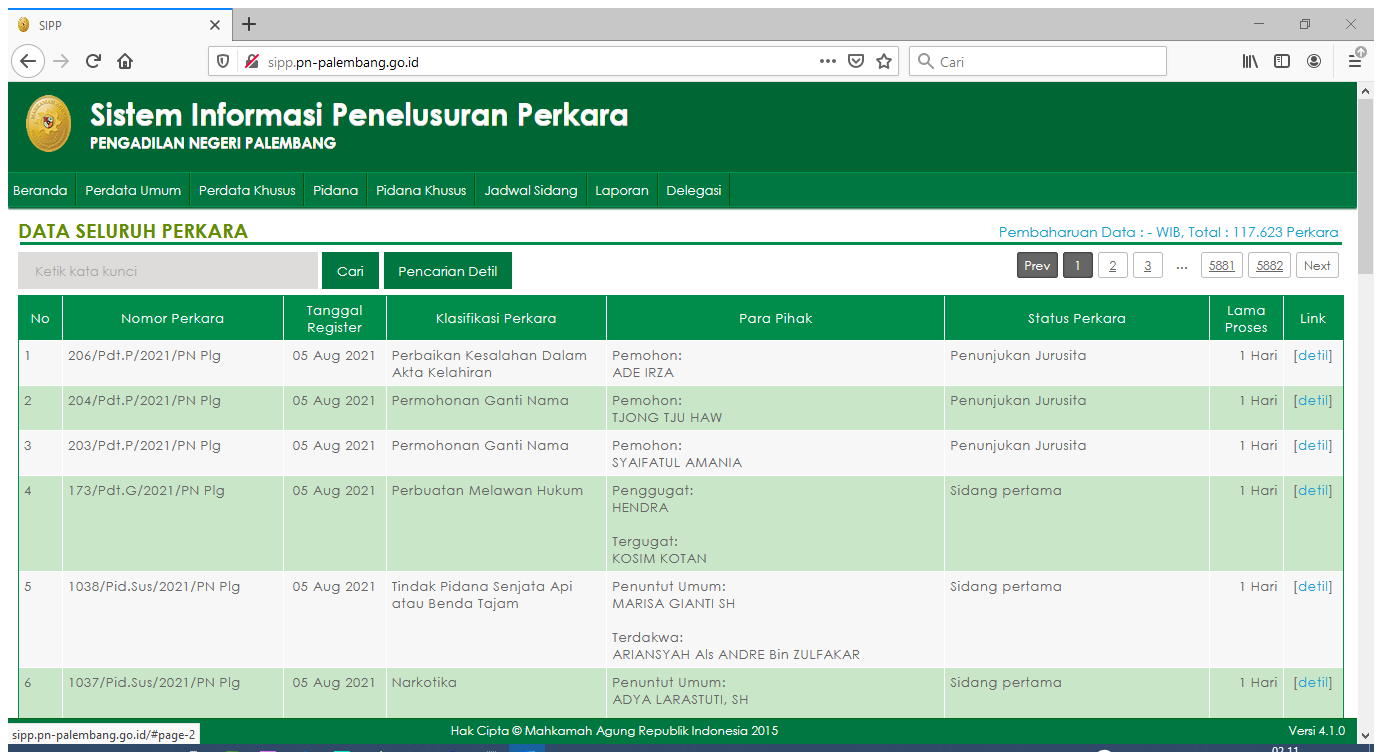 SIPP
sipp.pn-palembang.go.id
Cari
Sistem Informasi Penelusuran Perkara
PENGADILAN NEGERI PALEMBANG
Beranda Perdata Umum Perdata Khusus Pidana Pidana Khusus Jadwal Sidang Laporan Delegasi
DATA SELURUH PERKARA
Pembaharuan Data : - WIB, Total : 117.623 Perkara
Ketik kata kunci Cari Pencarian Detil Prev 1 2 3 ... 5881 5882 Next
No Nomor Perkara Tanggal Register Klasifikasi Perkara Para Pihak Status Perkara Lama Proses Link
1 206/Pdt.P/2021/PN Plg 05 Aug 2021 Perbaikan Kesalahan Dalam Pemohon: Penunjukan Jurusita 1 Hari [detil]
Akta Kelahiran ADE IRZA
2 204/Pdt.P/2021/PN Plg 05 Aug 2021 Permohonan Ganti Nama Pemohon: Penunjukan Jurusita 1 Hari [detil]
TJONG TJU HAW
3 203/Pdt.P/2021/PN Plg 05 Aug 2021 Permohonan Ganti Nama Pemohon: Penunjukan Jurusita 1 Hari [detil]
SYAIFATUL AMANIA
4 173/Pdt.G/2021/PN Plg 05 Aug 2021 Perbuatan Melawan Hukum Penggugat: Sidang pertama 1 Hari [detil]
HENDRA
Tergugat:
KOSIM KOTAN
5 1038/Pid.Sus/2021/PN Plg 05 Aug 2021 Tindak Pidana Senjata Api Penuntut Umum: Sidang pertama 1 Hari [detil]
atau Benda Tajam MARISA GIANTI SH
Terdakwa:
ARIANSYAH Als ANDRE Bin ZULFAKAR
6 1037/Pid.Sus/2021/PN Plg 05 Aug 2021 Narkotika Penuntut Umum: Sidang pertama 1 Hari [detil]
ADYA LARASTUTI, SH
sipp.pn-palembang.go.id/#page-2
Hak Cipta © Mahkamah Agung Republik Indonesia 2015
Versi 4.1.0